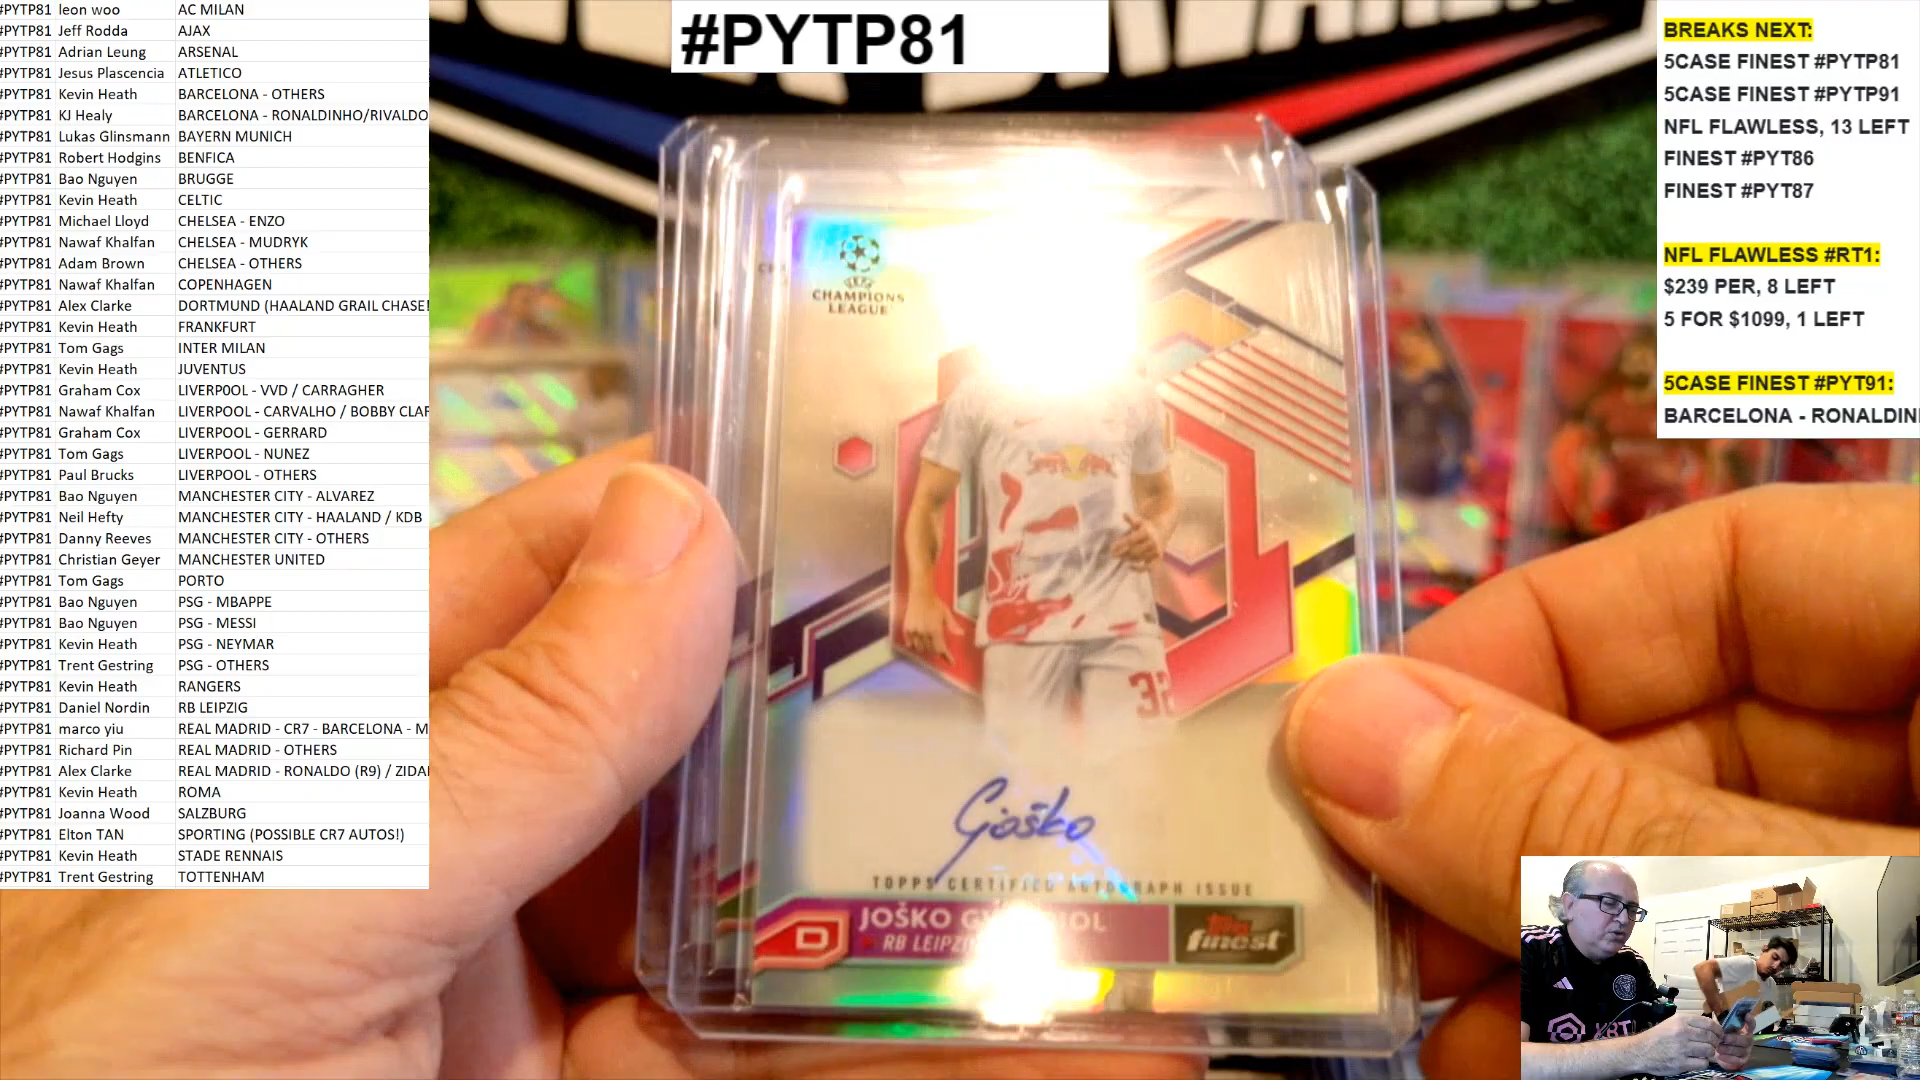 #PYTP81 leon woo AC MILAN
#PYTP81 Jeff Rodda AJAX
#PYTP81 Adrian Leung ARSENAL
#PYTP81 Jesus Plascencia ATLETICO
#PYTP81 Kevin Heath BARCELONA - OTHERS
#PYTP81 KJ Healy BARCELONA - RONALDINHO/RIVALDO
#PYTP81 Lukas Glinsmann BAYERN MUNICH
#PYTP81 Robert Hodgins BENFICA
#PYTP81 Bao Nguyen BRUGGE
#PYTP81 Kevin Heath CELTIC
#PYTP81 Michael Lloyd CHELSEA - ENZO
#PYTP81 Nawaf Khalfan CHELSEA - MUDRYK
#PYTP81 Adam Brown CHELSEA - OTHERS
#PYTP81 Nawaf Khalfan COPENHAGEN
#PYTP81 Alex Clarke DORTMUND (HAALAND GRAIL CHASE!
#PYTP81 Kevin Heath FRANKFURT
#PYTP81 Tom Gags INTER MILAN
#PYTP81 Kevin Heath JUVENTUS
#PYTP81 Graham Cox LIVERPOOL - VVD / CARRAGHER
#PYTP81 Nawaf Khalfan LIVERPOOL - CARVALHO / BOBBY CLAR
#PYTP81 Graham Cox LIVERPOOL - GERRARD
#PYTP81 Tom Gags LIVERPOOL - NUNEZ
#PYTP81 Paul Brucks LIVERPOOL - OTHERS
#PYTP81 Bao Nguyen MANCHESTER CITY - ALVAREZ
#PYTP81 Neil Hefty MANCHESTER CITY - HAALAND / KDB
#PYTP81 Danny Reeves MANCHESTER CITY - OTHERS
#PYTP81 Christian Geyer MANCHESTER UNITED
#PYTP81 Tom Gags PORTO
#PYTP81 Bao Nguyen PSG - MBAPPE
#PYTP81 Bao Nguyen PSG - MESSI
#PYTP81 Kevin Heath PSG - NEYMAR
#PYTP81 Trent Gestring PSG - OTHERS
#PYTP81 Kevin Heath RANGERS
#PYTP81 Daniel Nordin RB LEIPZIG
#PYTP81 marco yiu REAL MADRID - CR7 - BARCELONA - M
#PYTP81 Richard Pin REAL MADRID - OTHERS
#PYTP81 Alex Clarke REAL MADRID - RONALDO (R9) / ZIDA
#PYTP81 Kevin Heath ROMA
#PYTP81 Joanna Wood SALZBURG
#PYTP81 Elton TAN SPORTING (POSSIBLE CR7 AUTOS!)
#PYTP81 Kevin Heath STADE RENNAIS
#PYTP81 Trent Gestring TOTTENHAM
#PYTP81
UEFA
CHAMPIONS
LEAGUE
32
Joško
TOPPS CERTIFIED AUTOGRAPH ISSUE
JOŠKO
D
RB LEIPZIG
Topps
finest
BREAKS NEXT:
5CASE FINEST #PYTP81
5CASE FINEST #PYTP91
NFL FLAWLESS, 13 LEFT
FINEST #PYT86
FINEST #PYT87
NFL FLAWLESS #RT1:
$239 PER, 8 LEFT
5 FOR $1099, 1 LEFT
5CASE FINEST #PYT91:
BARCELONA - RONALDIN